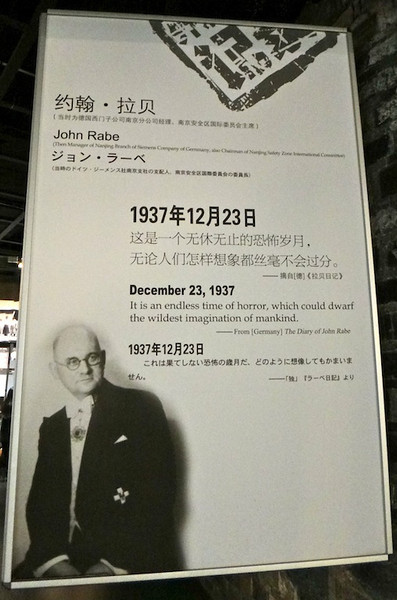 约翰·拉贝
(当时为德国西门子公司南京分公司经理，南京安全区国际委员会主席)
John Rabe
(Then Manager of Nanjing Branch of Siemens Company of Germany, also Chairman of Nanjing Safety Zone International Committee)
ジョン・ラーベ
(当時のドイツ・ジーメンス社南京支社の支配人、南京安全区国際委員会の委員長)
1937年12月23日
这是一个无休无止的恐怖岁月，
无论人们怎样想象都丝毫不会过分。
——摘自[德]《拉贝日记》
December 23, 1937
It is an endless time of horror, which could dwarf
the wildest imagination of mankind.
——From [Germany] The Diary of John Rabe
1937年12月23日
これは果てしない恐怖の歳月だ、どのように想像してもかまいま
せん。
——「独」『ラーベ日記』より